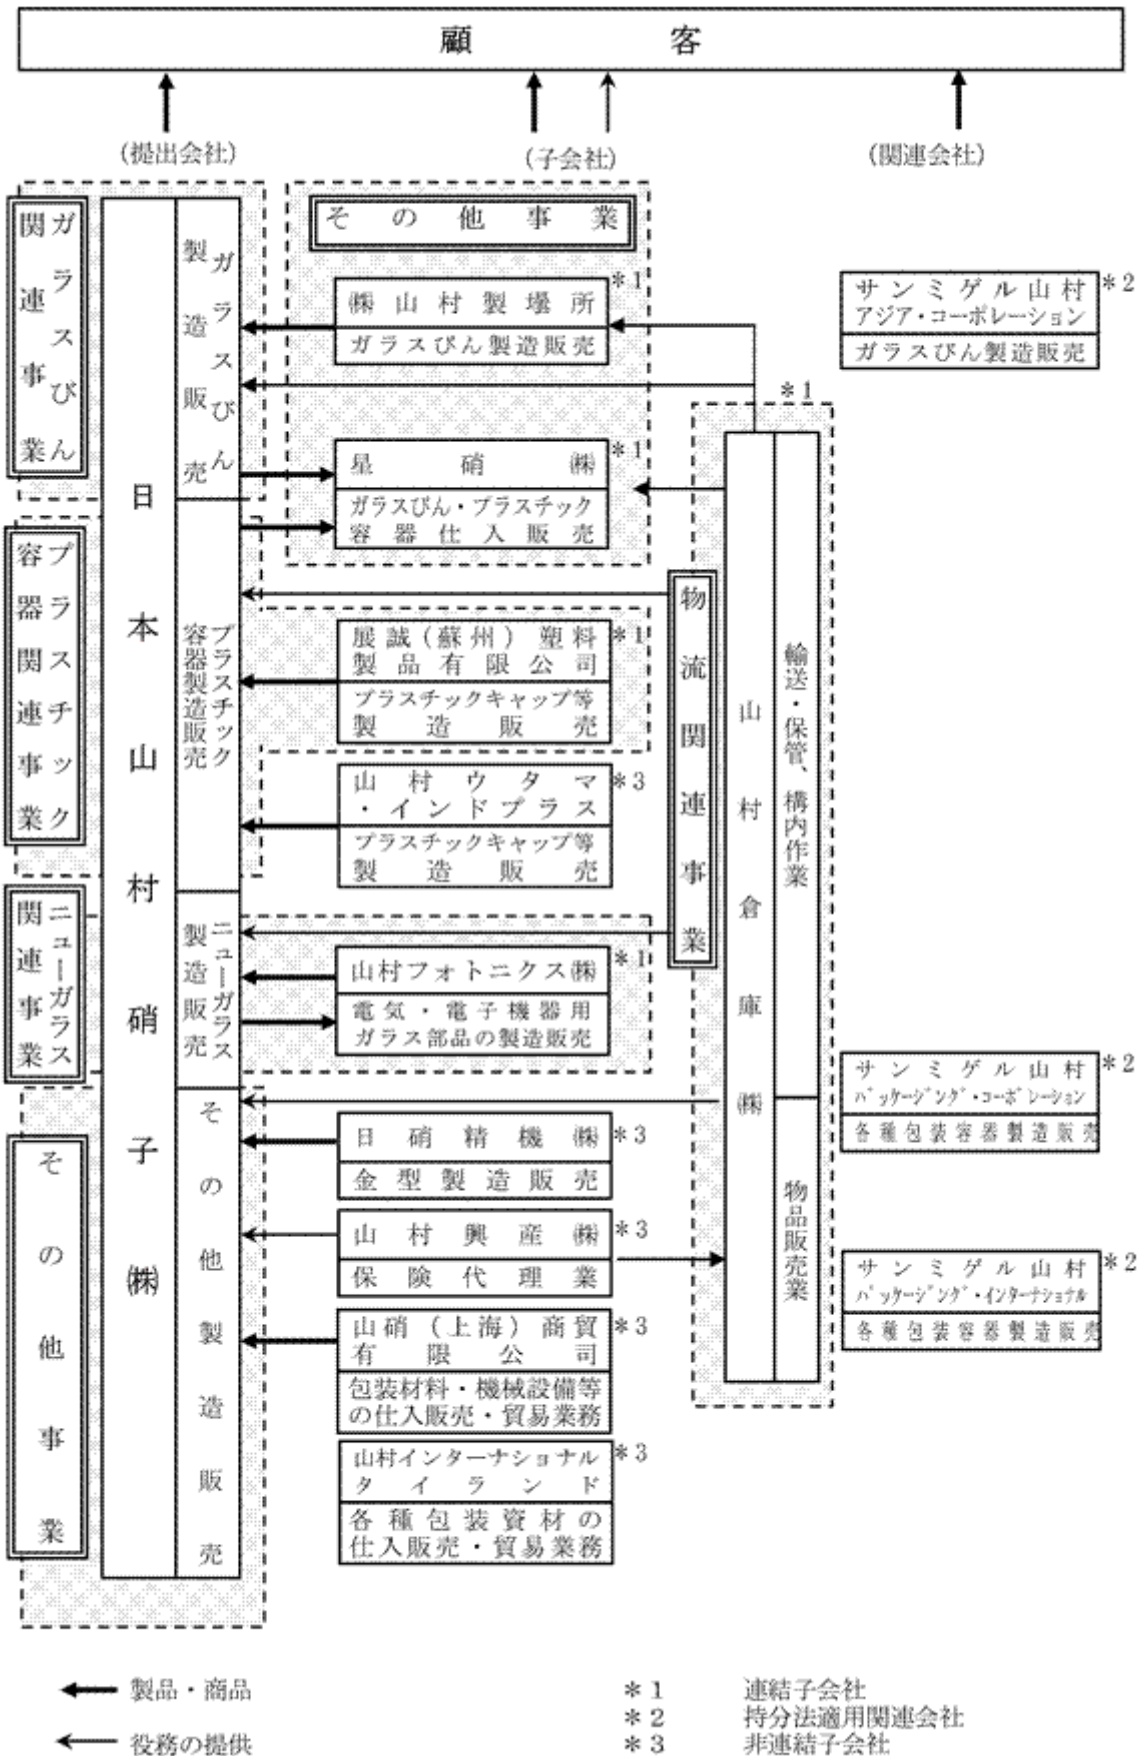 顧客
(提出会社)
(子会社)
(関連会社)
ガラスびん
関連事業
ガラスびん
製造販売
その他事業
㈱山村製壜所
*1
ガラスびん製造販売
サンミゲル山村
アジア・コーポレーション
*2
ガラスびん製造販売
*1
星硝㈱
*1
ガラスびん・プラスチック
容器仕入販売
日本山村硝子㈱
プラスチック
容器関連事業
プラスチック
容器製造販売
展誠(蘇州)塑料
製品有限公司
*1
プラスチックキャップ等
製造販売
山村ウタマ
・インドプラス
*3
プラスチックキャップ等
製造販売
物流関連事業
山村倉庫㈱
輸送・保管、構内作業
物品販売業
ニューガラス
関連事業
ニューガラス
製造販売
山村フォトニクス㈱
*1
電気・電子機器用
ガラス部品の製造販売
サンミゲル山村
パッケージング・コーポレーション
*2
各種包装容器製造販売
その他事業
その他製造販売
日硝精機㈱
*3
金型製造販売
山村興産㈱
*3
保険代理業
サンミゲル山村
パッケージング・インターナショナル
*2
各種包装容器製造販売
山硝(上海)商貿
有限公司
*3
包装材料・機械設備等
の仕入販売・貿易業務
山村インターナショナル
タイランド
*3
各種包装資材の
仕入販売・貿易業務
製品・商品
役務の提供
*1 連結子会社
*2 持分法適用関連会社
*3 非連結子会社